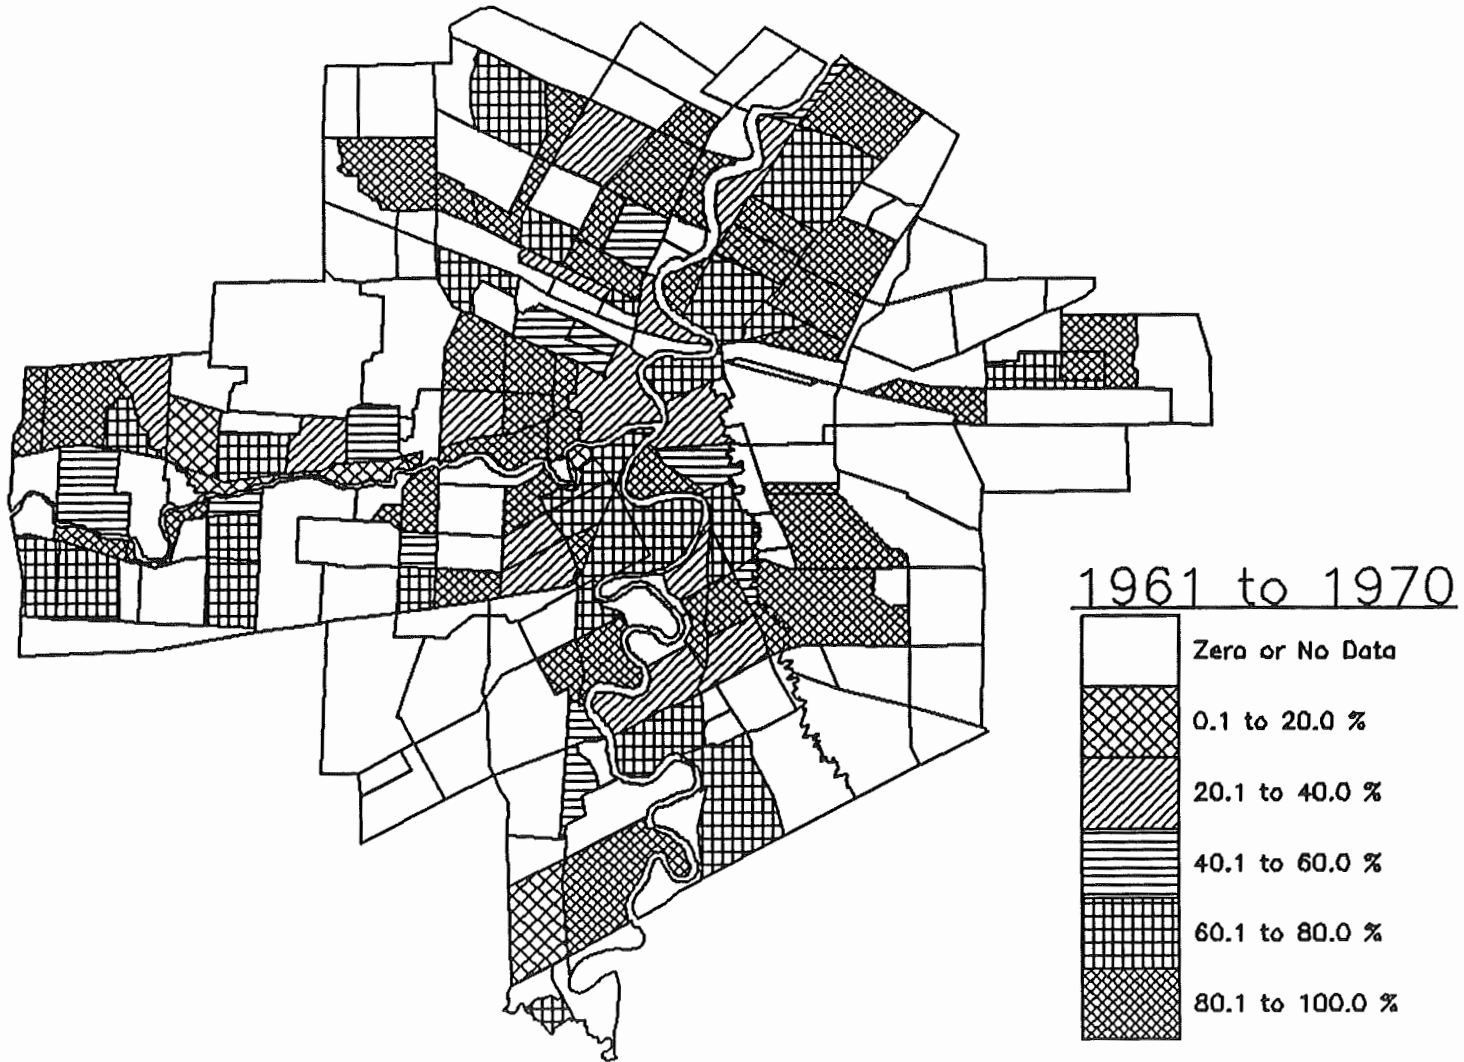 1961 to 1970
Zero or No Data
0.1 to 20.0 %
20.1 to 40.0 %
40.1 to 60.0 %
60.1 to 80.0 %
80.1 to 100.0 %